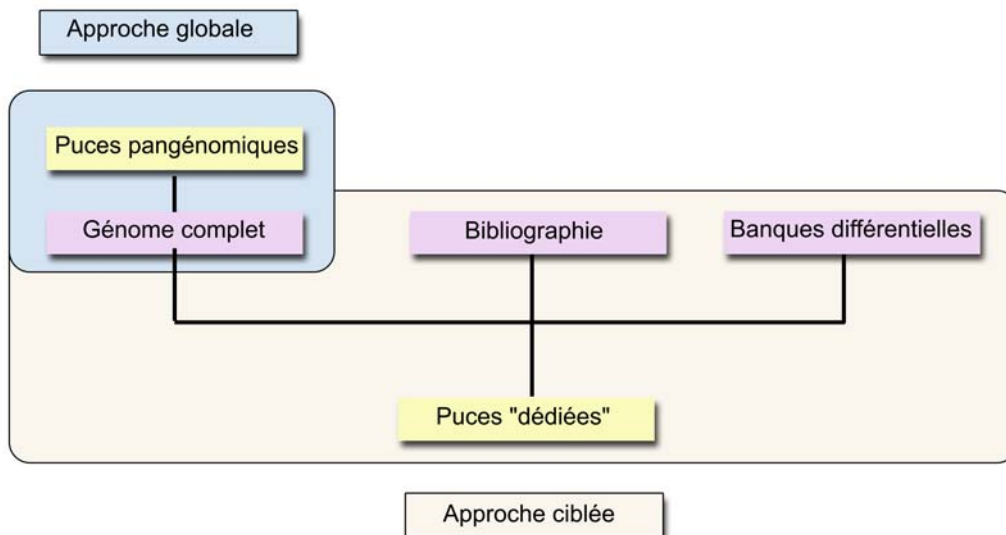 Approche globale
Puces pangénomiques
Génome complet
Bibliographie
Banques différentielles
Puces "dédiées"
Approche ciblée